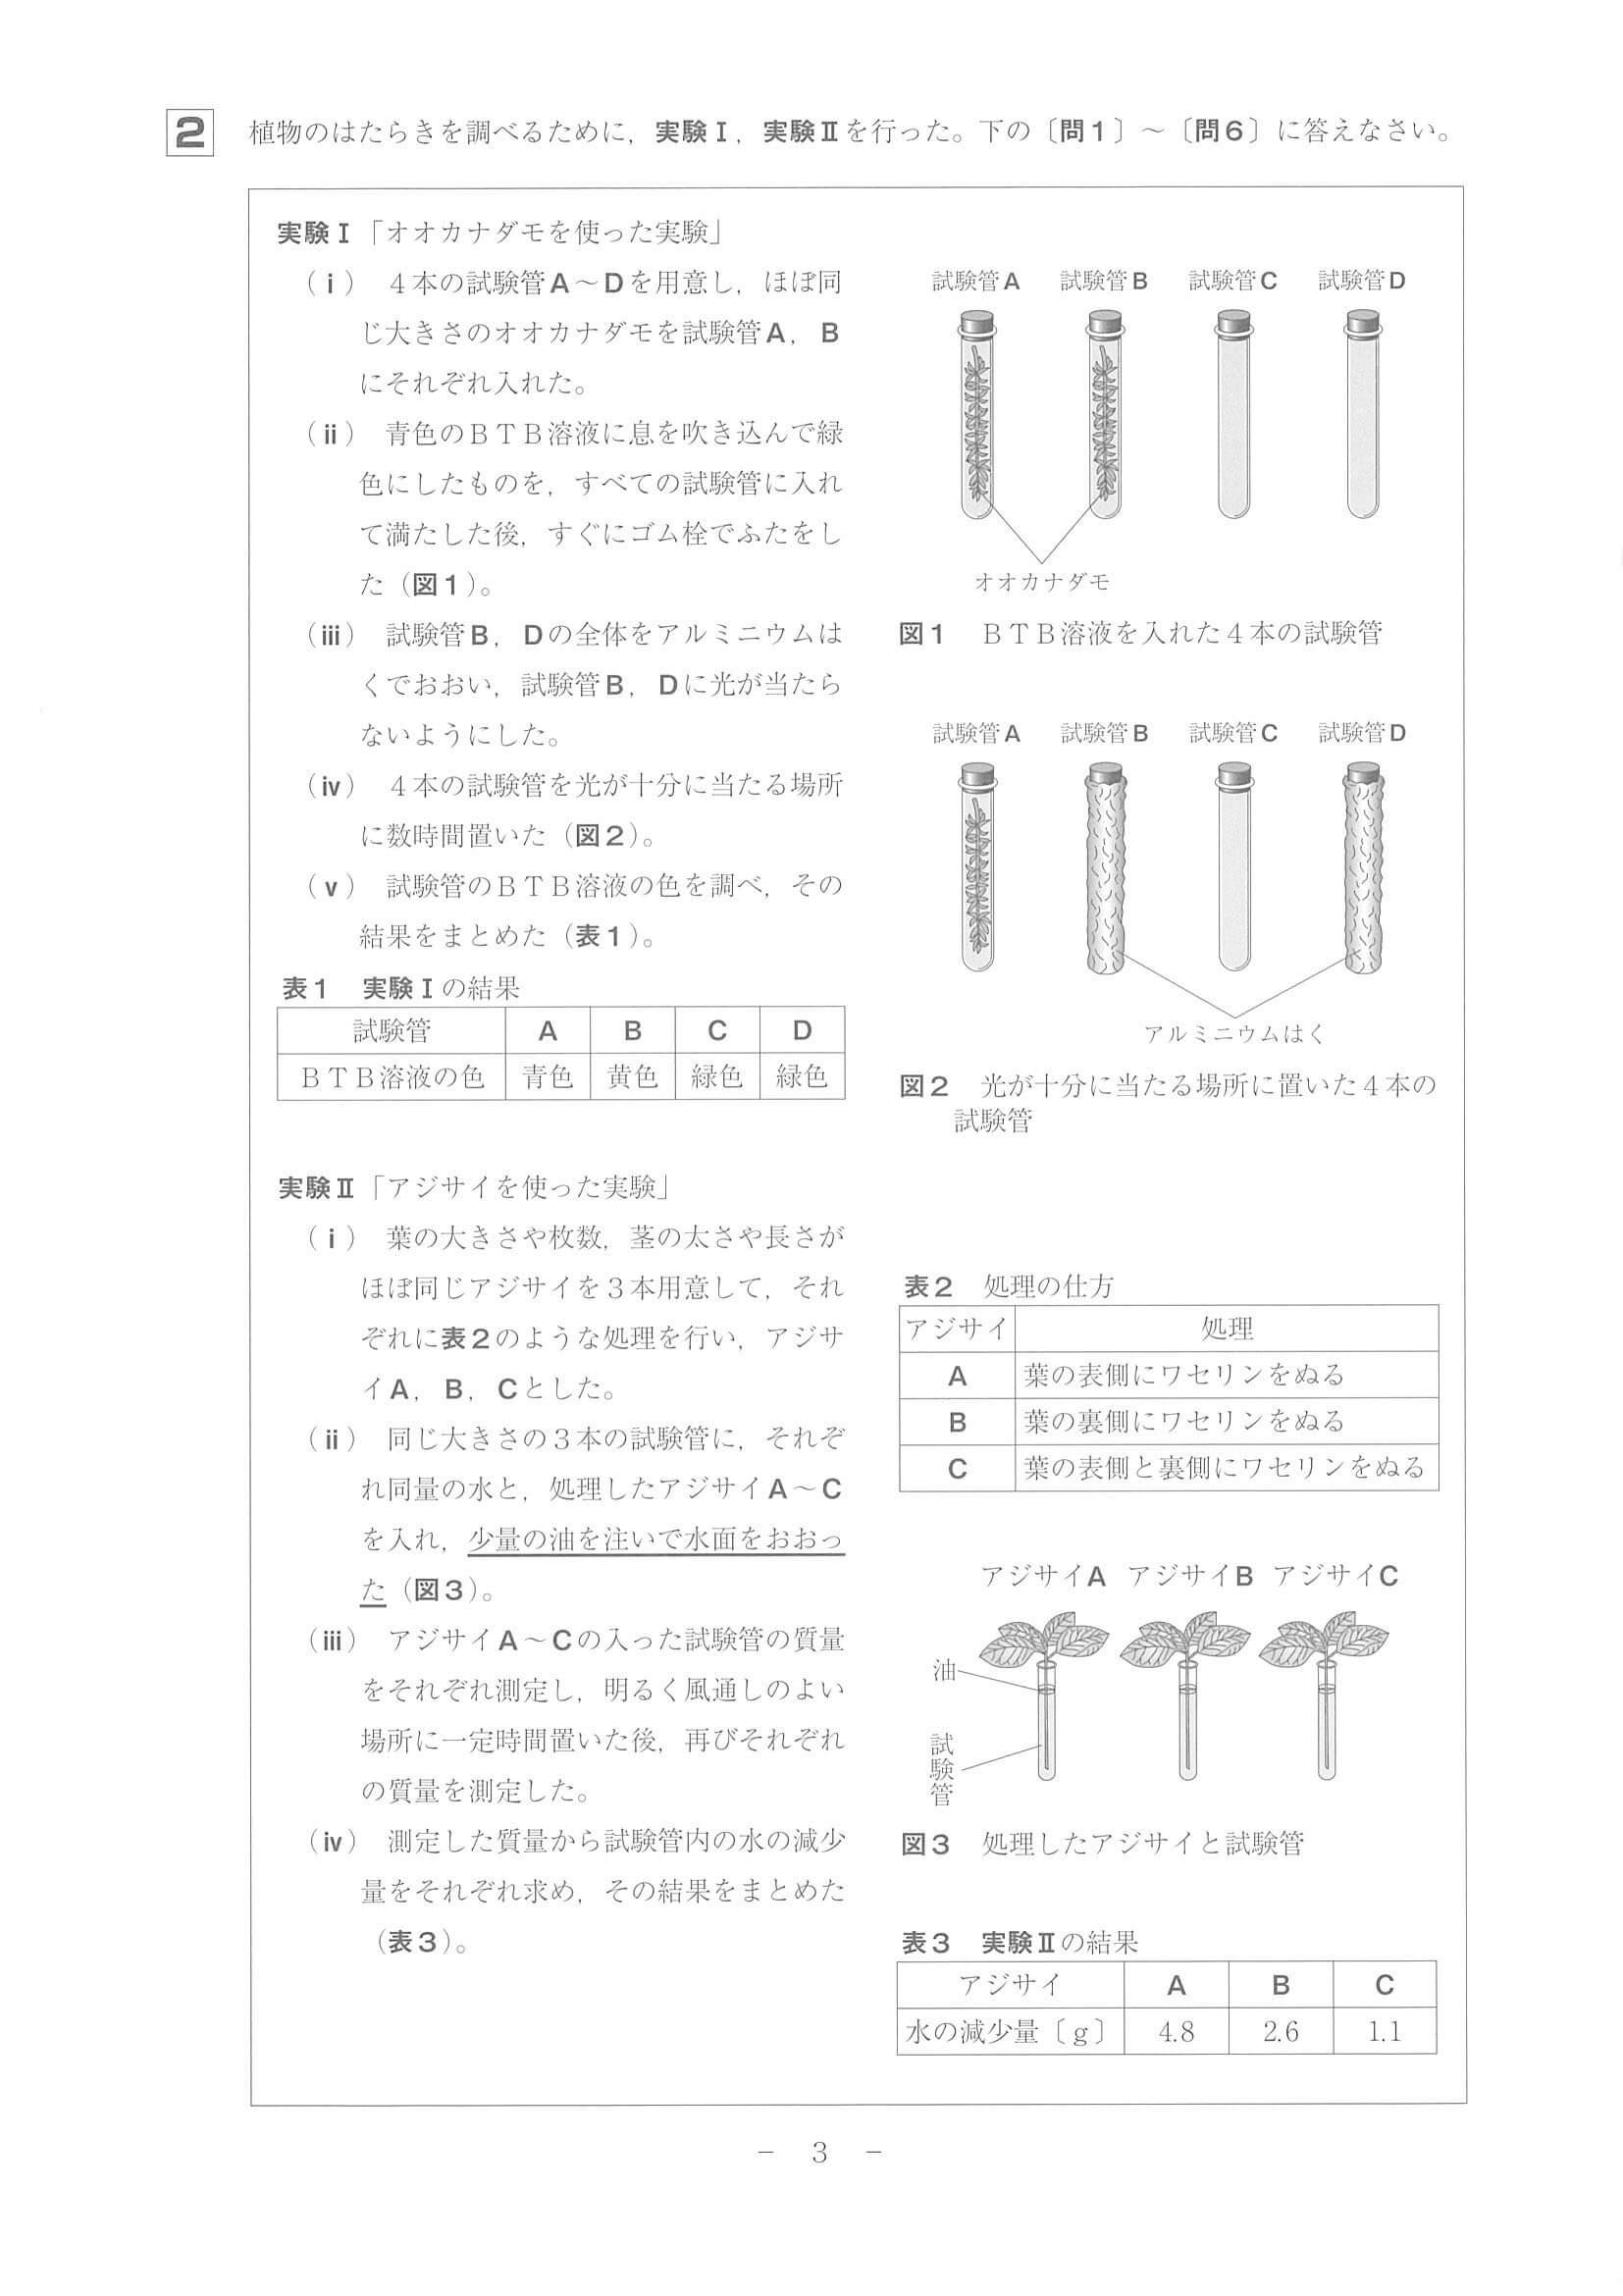 2 植物のはたらきを調べるために，実験Ⅰ，実験Ⅱを行った。下の〔問1〕～〔問6〕に答えなさい。
実験Ⅰ「オオカナダモを使った実験」
（ⅰ） 4本の試験管A～Dを用意し，ほぼ同
じ大きさのオオカナダモを試験管A，B
にそれぞれ入れた。
（ⅱ） 青色のＢＴＢ溶液に息を吹き込んで緑
色にしたものを，すべての試験管に入れ
て満たした後，すぐにゴム栓でふたをし
た（図1）。
（ⅲ） 試験管B，Dの全体をアルミニウムは
くでおおい，試験管B，Dに光が当たら
ないようにした。
（ⅳ） 4本の試験管を光が十分に当たる場所
に数時間置いた（図2）。
（ⅴ） 試験管のＢＴＢ溶液の色を調べ，その
結果をまとめた（表1）。
表1 実験Ⅰの結果
試験管 A B C D
ＢＴＢ溶液の色 青色 黄色 緑色 緑色
試験管A 試験管B 試験管C 試験管D
オオカナダモ
図1 ＢＴＢ溶液を入れた4本の試験管
試験管A 試験管B 試験管C 試験管D
アルミニウムはく
図2 光が十分に当たる場所に置いた4本の
試験管
実験Ⅱ「アジサイを使った実験」
（ⅰ） 葉の大きさや枚数，茎の太さや長さが
ほぼ同じアジサイを3本用意して，それ
ぞれに表2のような処理を行い，アジサ
イA，B，Cとした。
（ⅱ） 同じ大きさの3本の試験管に，それぞ
れ同量の水と，処理したアジサイA～C
を入れ，少量の油を注いで水面をおおっ
た（図3）。
（ⅲ） アジサイA～Cの入った試験管の質量
をそれぞれ測定し，明るく風通しのよい
場所に一定時間置いた後，再びそれぞれ
の質量を測定した。
（ⅳ） 測定した質量から試験管内の水の減少
量をそれぞれ求め，その結果をまとめた
（表3）。
表2 処理の仕方
アジサイ 処理
A 葉の表側にワセリンをぬる
B 葉の裏側にワセリンをぬる
C 葉の表側と裏側にワセリンをぬる
アジサイA アジサイB アジサイC
油
試験管
図3 処理したアジサイと試験管
表3 実験Ⅱの結果
アジサイ A B C
水の減少量〔g〕 4.8 2.6 1.1
－ 3 －